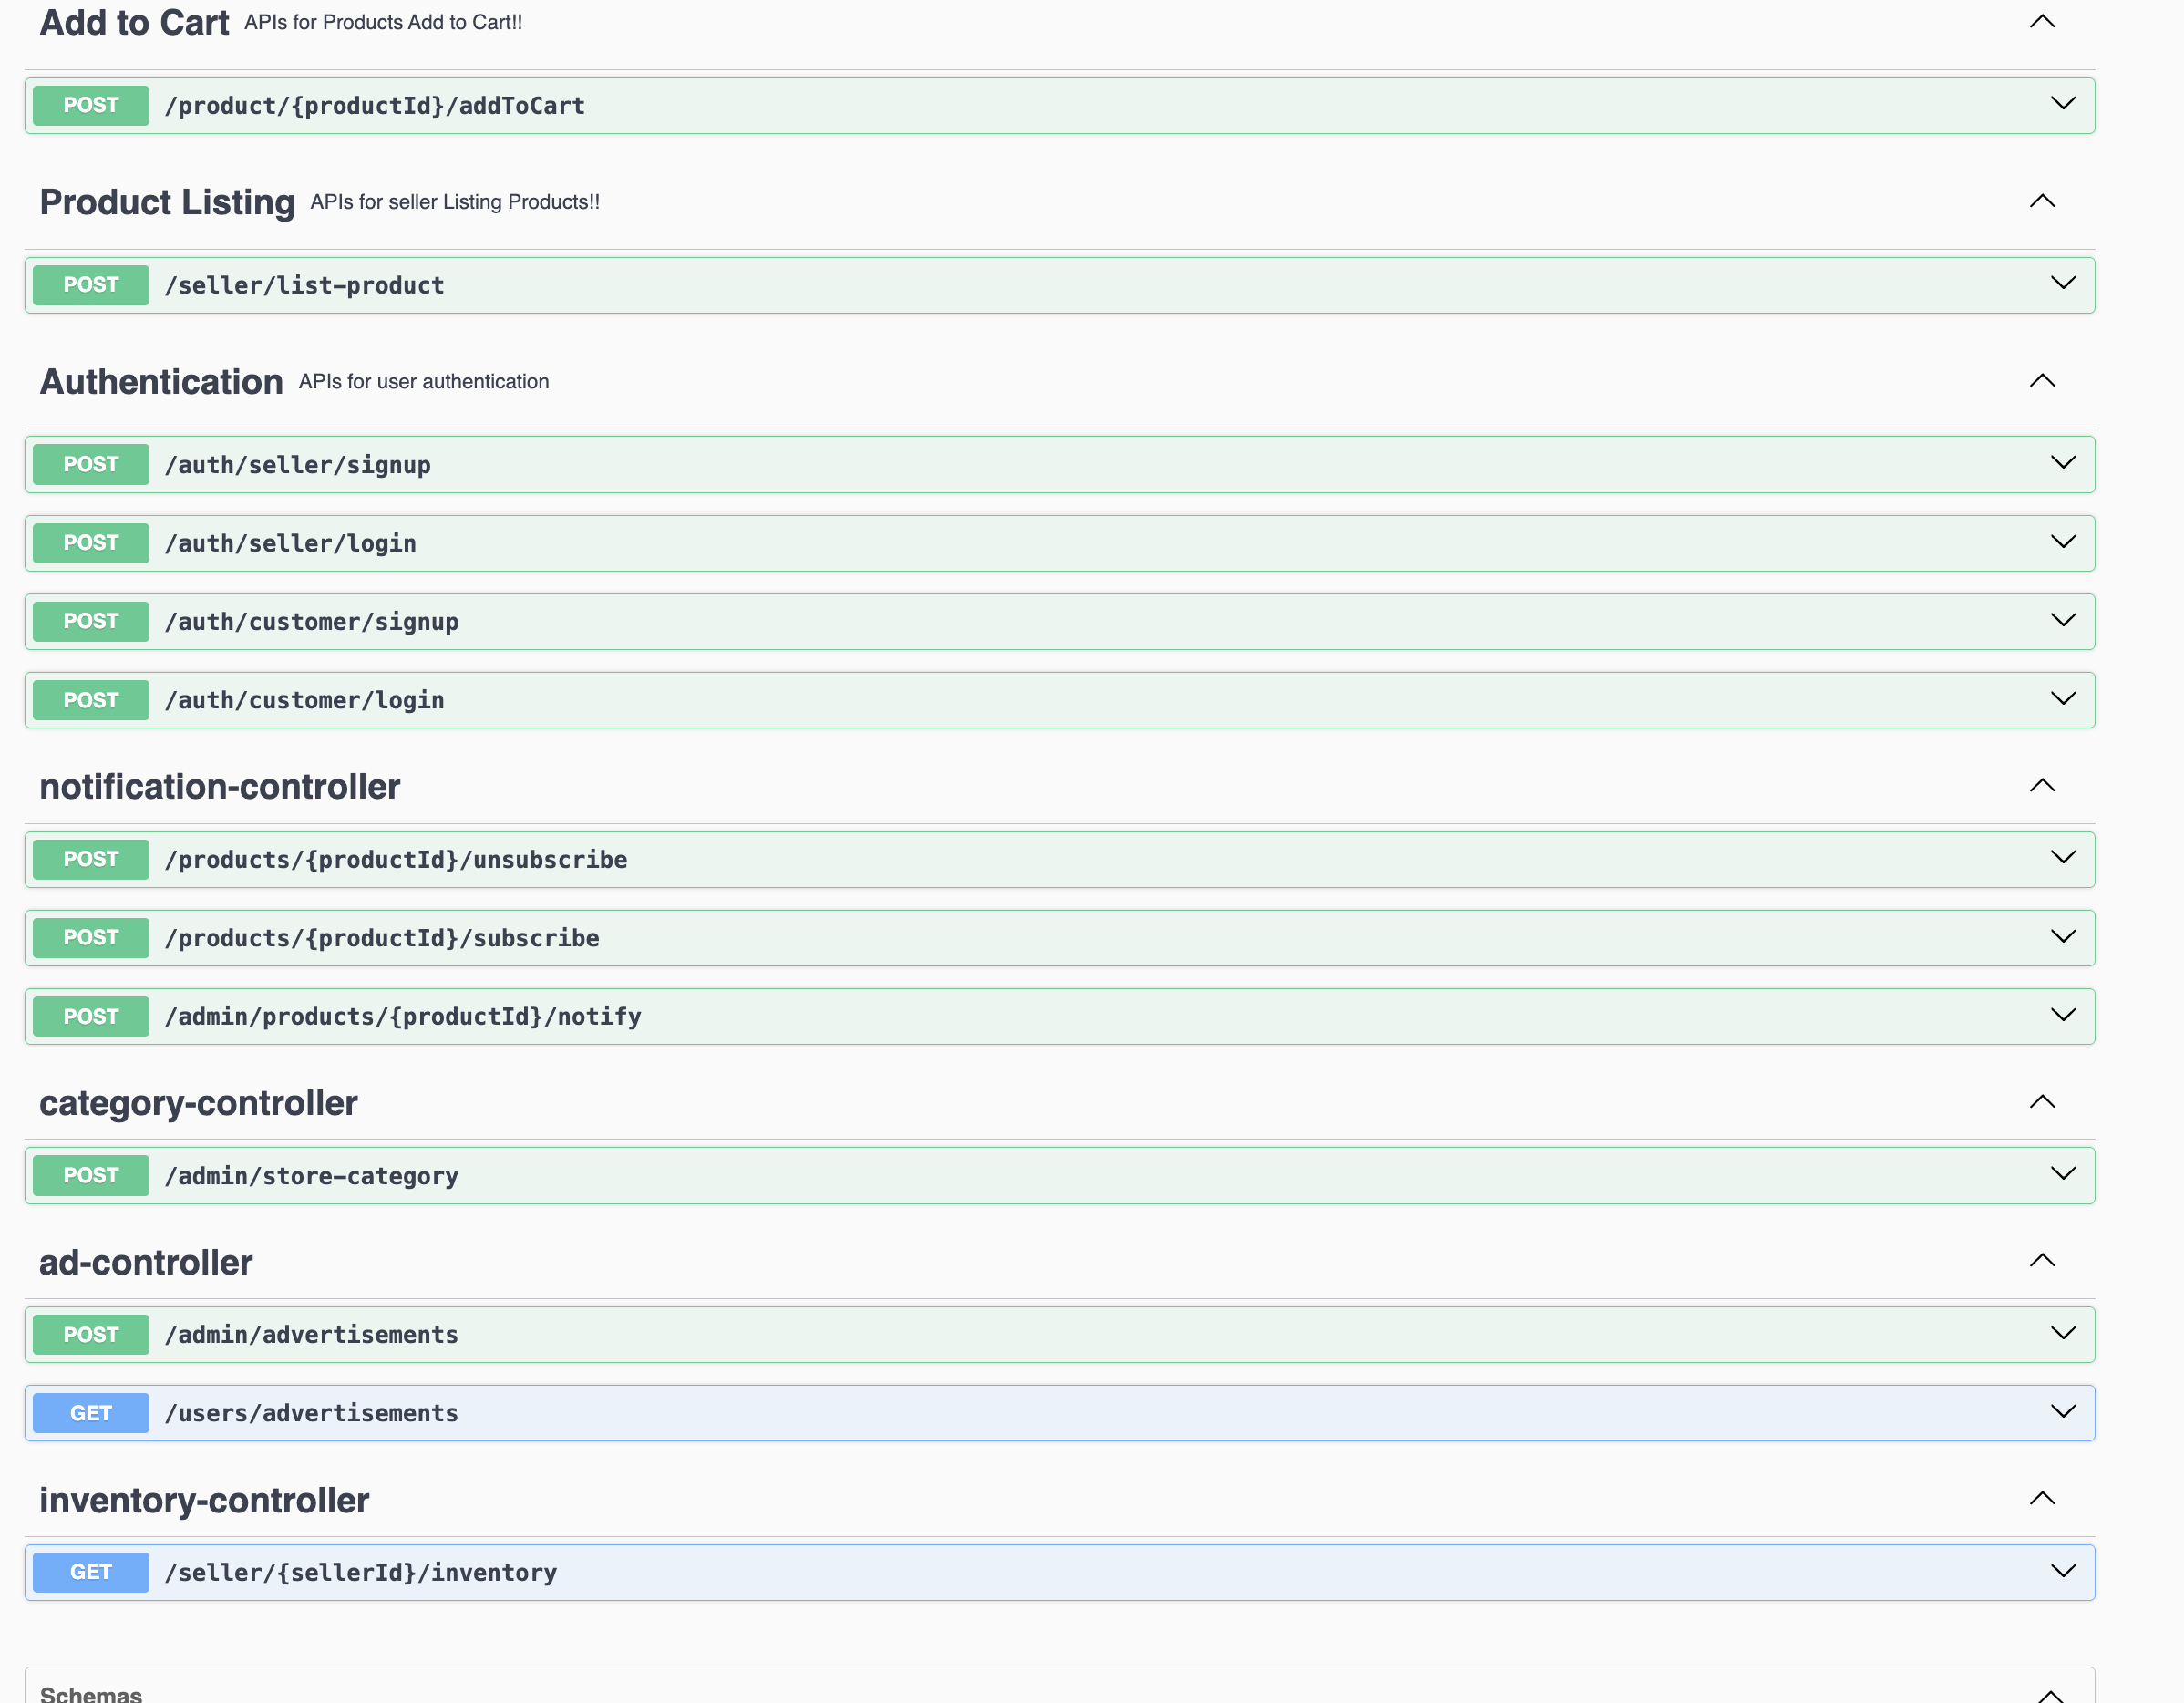 Add to Cart APIs for Products Add to Cart!!
POST /product/{productId}/addToCart
Product Listing APIs for seller Listing Products!!
POST /seller/list-product
Authentication APIs for user authentication
POST /auth/seller/signup
POST /auth/seller/login
POST /auth/customer/signup
POST /auth/customer/login
notification-controller
POST /products/{productId}/unsubscribe
POST /products/{productId}/subscribe
POST /admin/products/{productId}/notify
category-controller
POST /admin/store-category
ad-controller
POST /admin/advertisements
GET /users/advertisements
inventory-controller
GET /seller/{sellerId}/inventory
Schemas